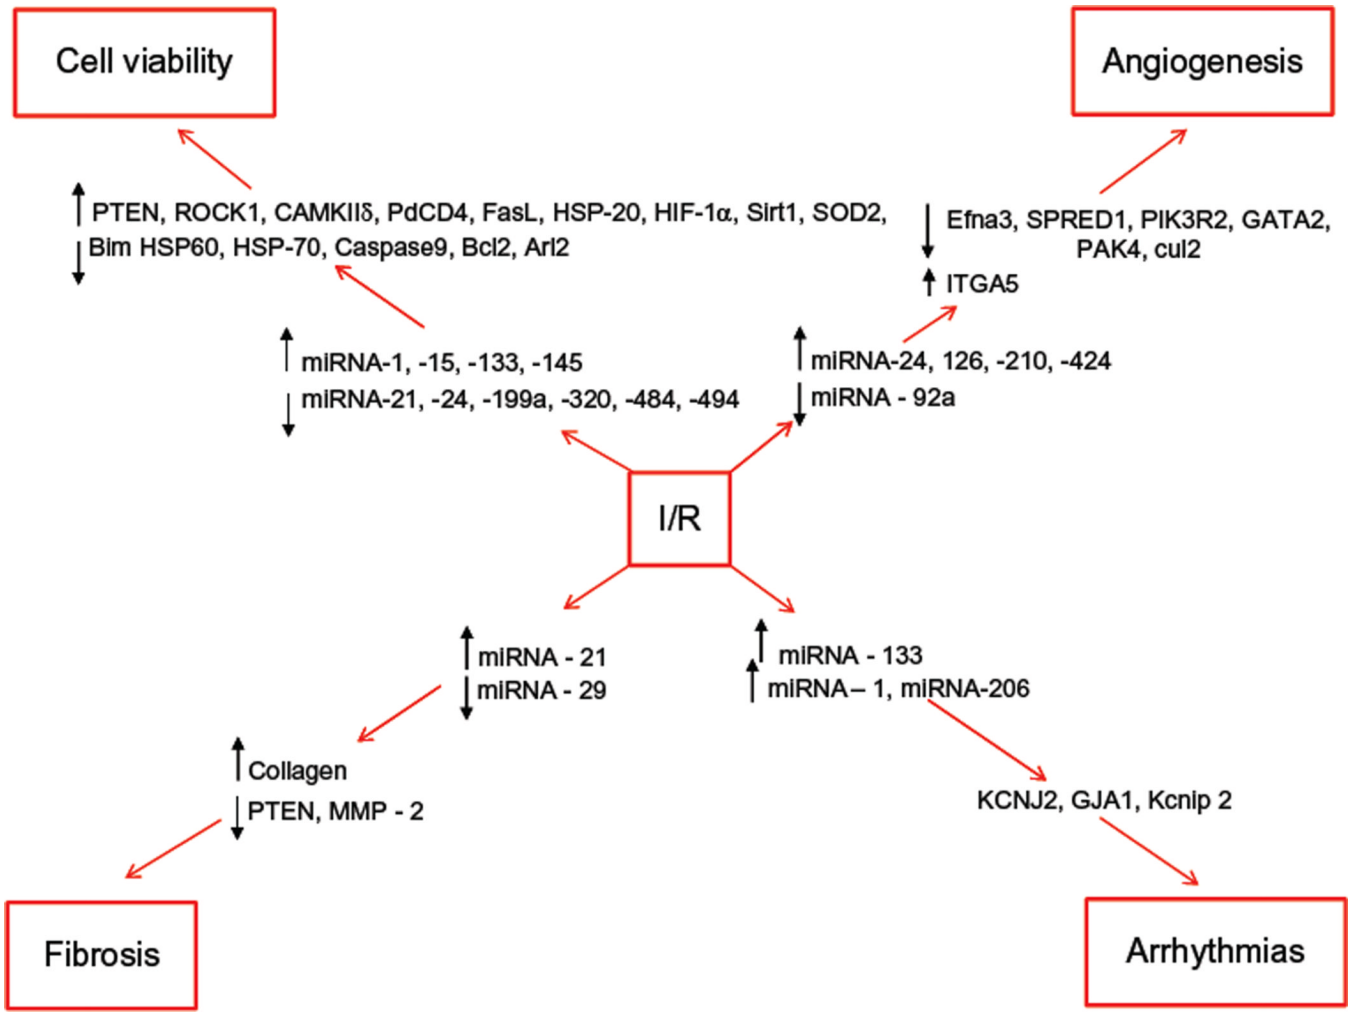 Cell viability
Angiogenesis
PTEN, ROCK1, CAMKIIδ, PdCD4, FasL, HSP-20, HIF-1α, Sirt1, SOD2,
Bim HSP60, HSP-70, Caspase9, Bcl2, Arl2
Efna3, SPRED1, PIK3R2, GATA2,
PAK4, cul2
ITGA5
miRNA-1, -15, -133, -145
miRNA-21, -24, -199a, -320, -484, -494
miRNA-24, 126, -210, -424
miRNA - 92a
I/R
miRNA - 21
miRNA - 29
miRNA - 133
miRNA– 1, miRNA-206
Collagen
PTEN, MMP - 2
KCNJ2, GJA1, Kcnip 2
Fibrosis
Arrhythmias